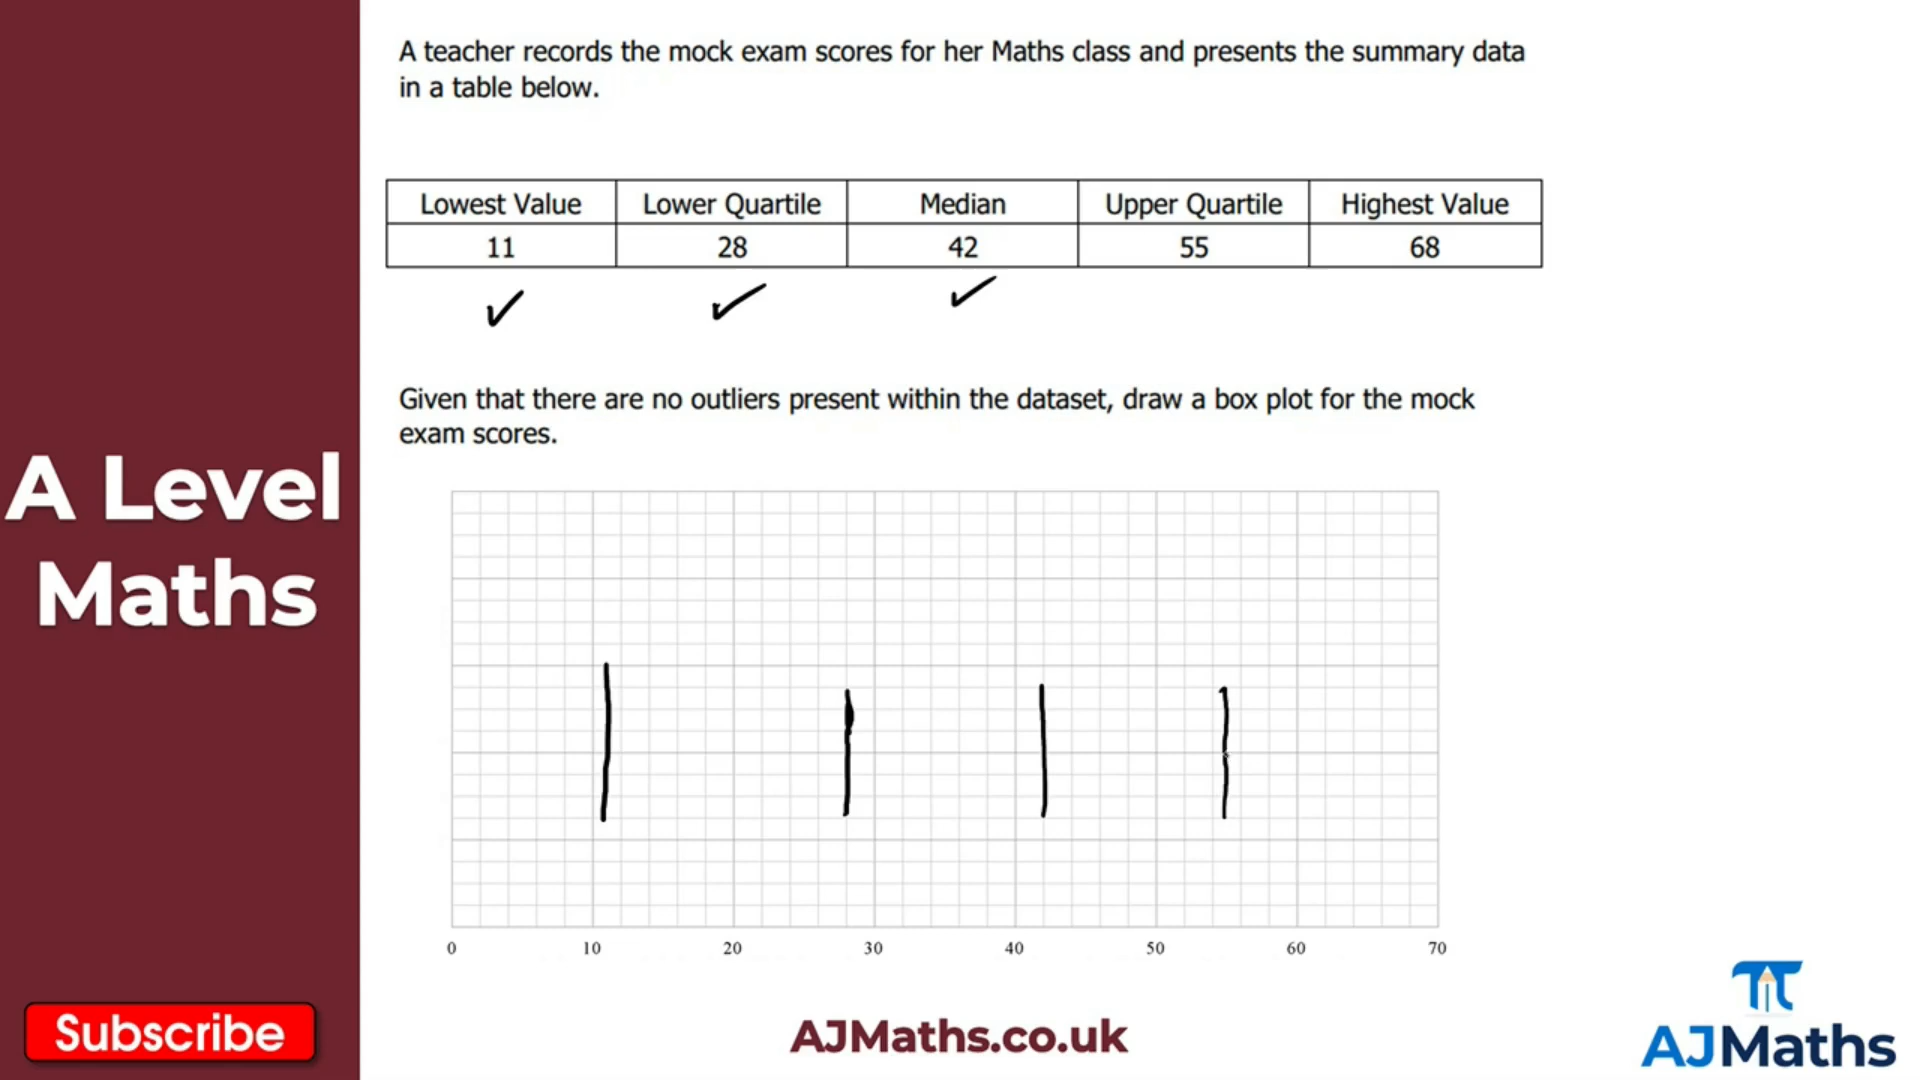 A teacher records the mock exam scores for her Maths class and presents the summary data
in a table below.
Lowest Value Lower Quartile Median Upper Quartile Highest Value
11 28 42 55 68
Given that there are no outliers present within the dataset, draw a box plot for the mock
exam scores.
A Level
Maths
0 10 20 30 40 50 60 70
Subscribe
AJMaths.co.uk
AJMaths